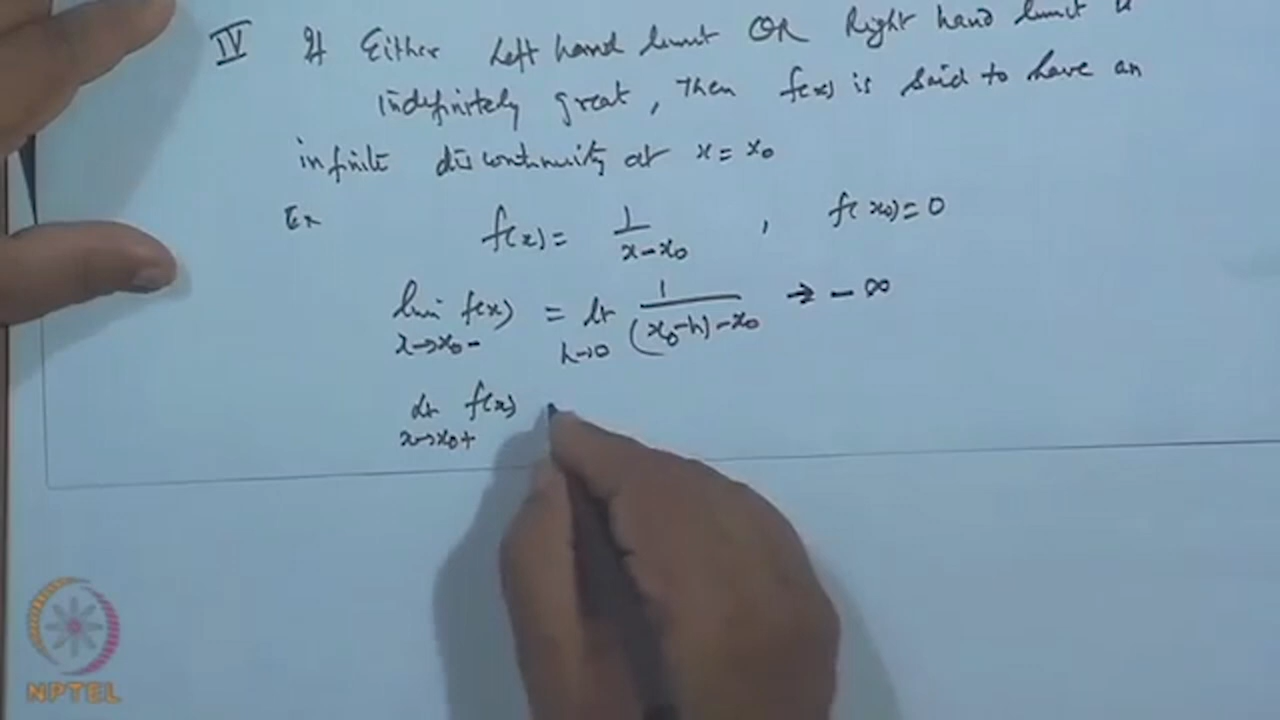 IV If Either Left hand limit OR Right hand limit is
indefinitely great, then f(x) is said to have an
infinite discontinuity at x = x₀
Ex f(x) = 1/(x-x₀) , f(x₀) = 0
lim x→x₀- f(x) = lt h→0 1/((x₀-h)-x₀) → -∞
lt x→x₀+ f(x)
NPTEL